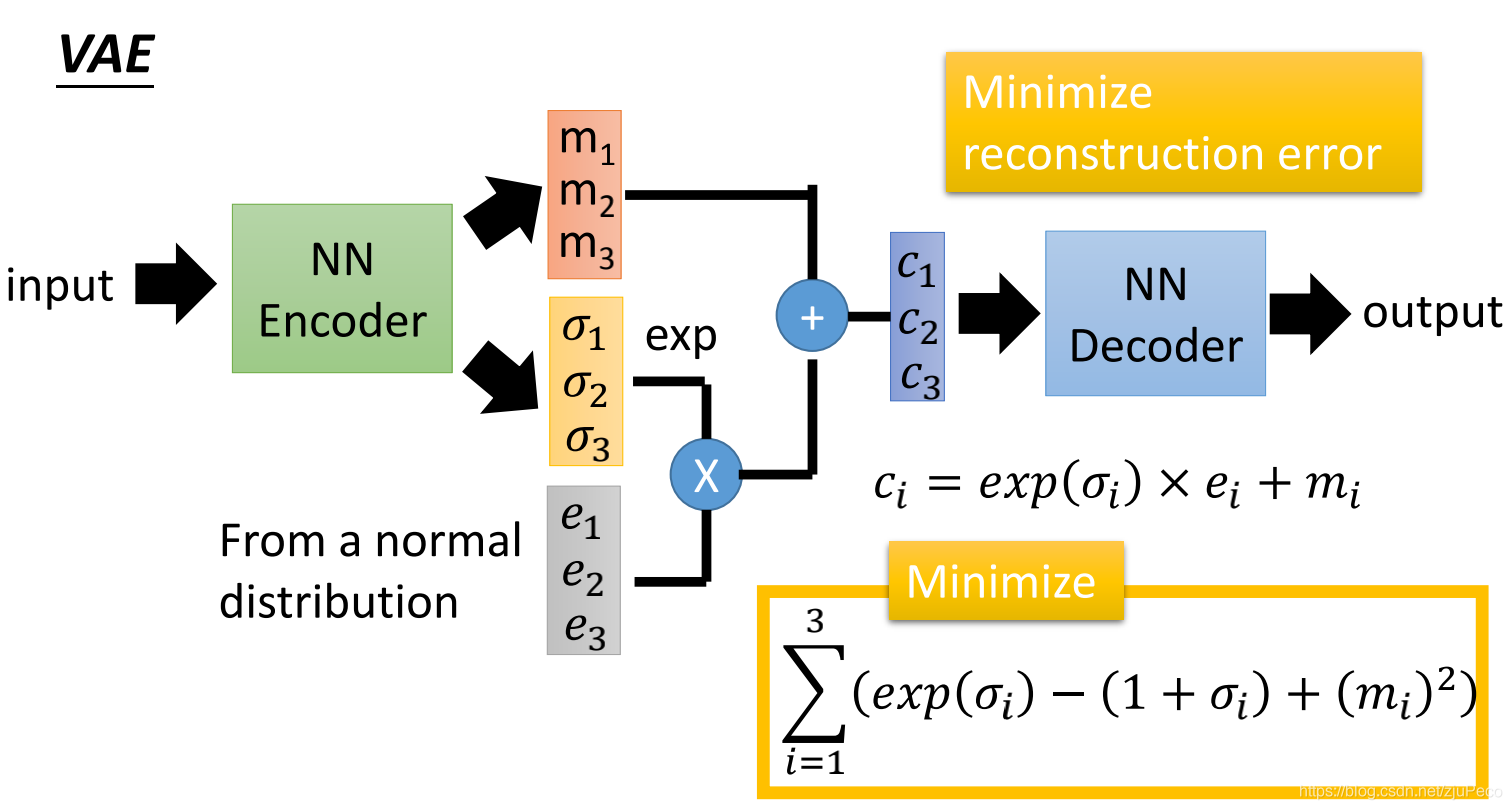 VAE
Minimize
reconstruction error
input
NN
Encoder
m₁
m₂
m₃
σ₁
σ₂
σ₃
exp
From a normal
distribution
e₁
e₂
e₃
X
+
c₁
c₂
c₃
NN
Decoder
output
cᵢ = exp(σᵢ) × eᵢ + mᵢ
Minimize
∑³ᵢ₌₁ (exp(σᵢ) − (1 + σᵢ) + (mᵢ)²)
https://blog.csdn.net/zjuPeco